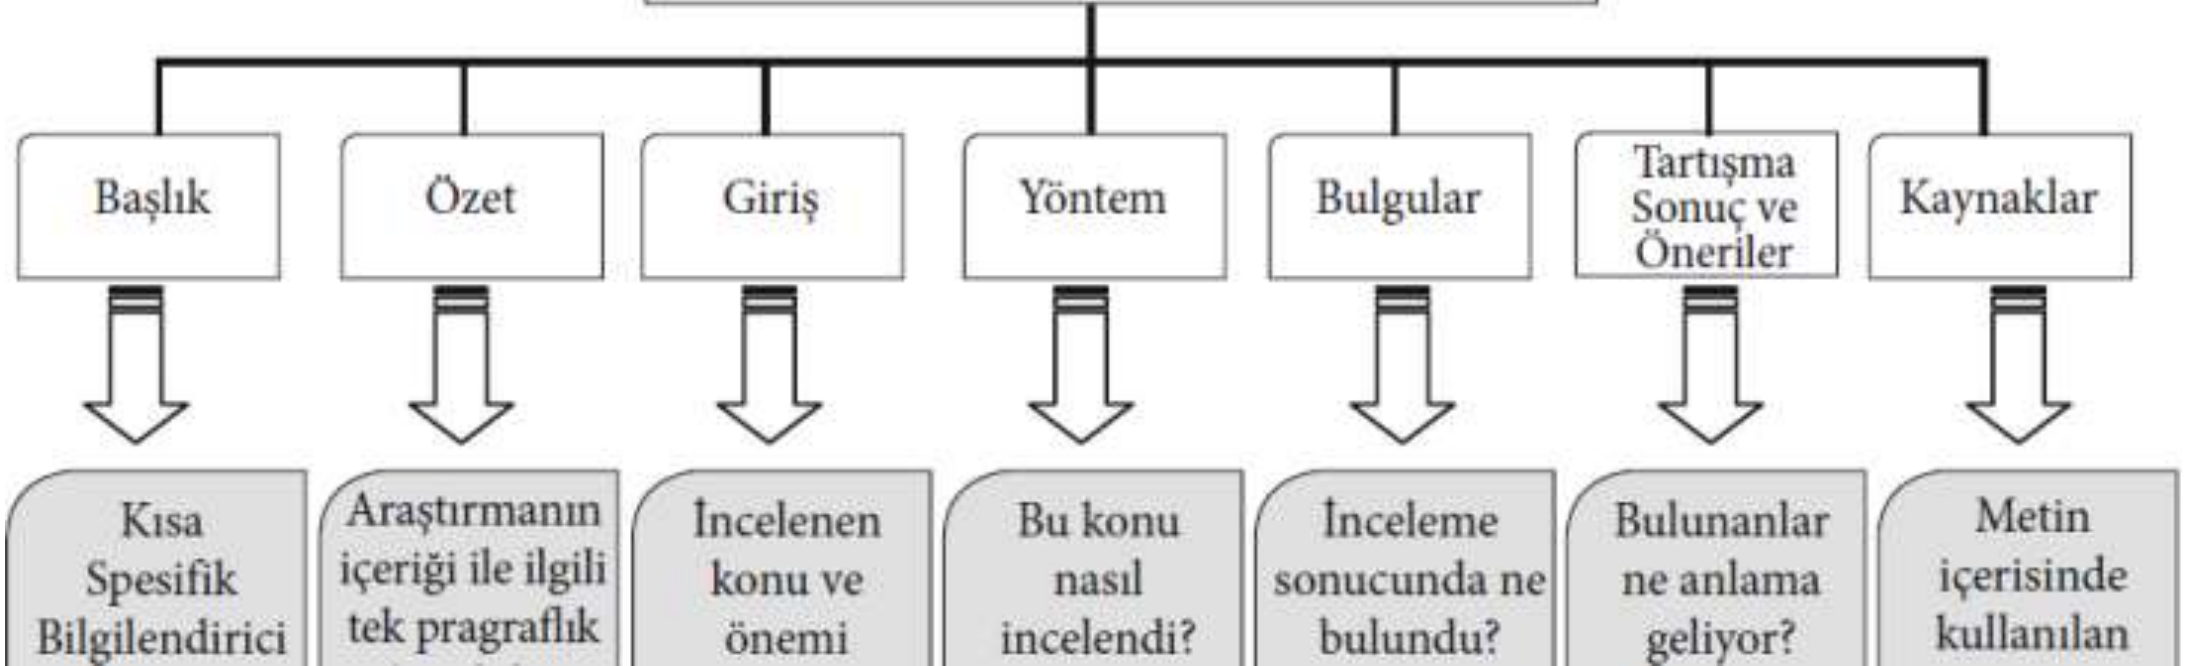 Başlık
Özet
Giriş
Yöntem
Bulgular
Tartışma
Sonuç ve
Öneriler
Kaynaklar
Kısa
Spesifik
Bilgilendirici
Araştırmanın
içeriği ile ilgili
tek pragraflık
İncelenen
konu ve
önemi
Bu konu
nasıl
incelendi?
İnceleme
sonucunda ne
bulundu?
Bulunanlar
ne anlama
geliyor?
Metin
içerisinde
kullanılan